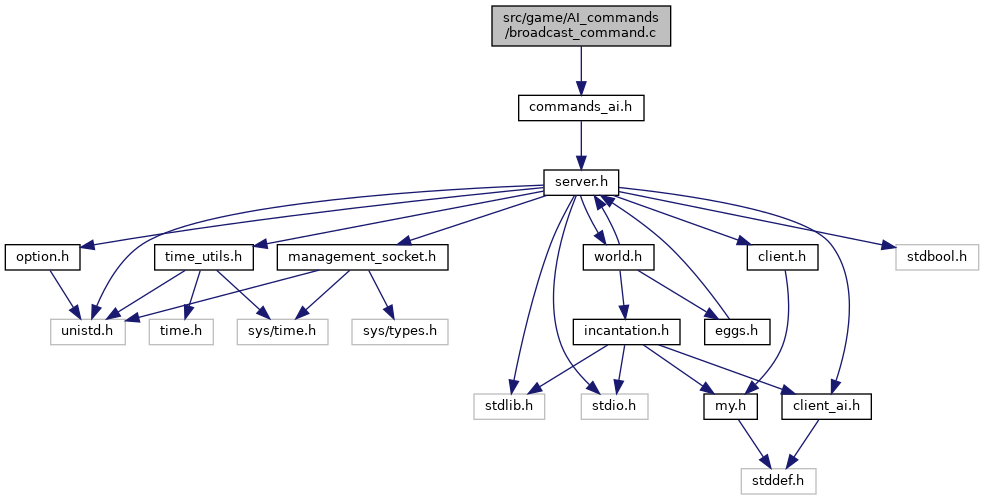 src/game/AI_commands
/broadcast_command.c
commands_ai.h
server.h
option.h
time_utils.h
management_socket.h
world.h
client.h
stdbool.h
unistd.h
time.h
sys/time.h
sys/types.h
incantation.h
eggs.h
stdlib.h
stdio.h
my.h
client_ai.h
stddef.h